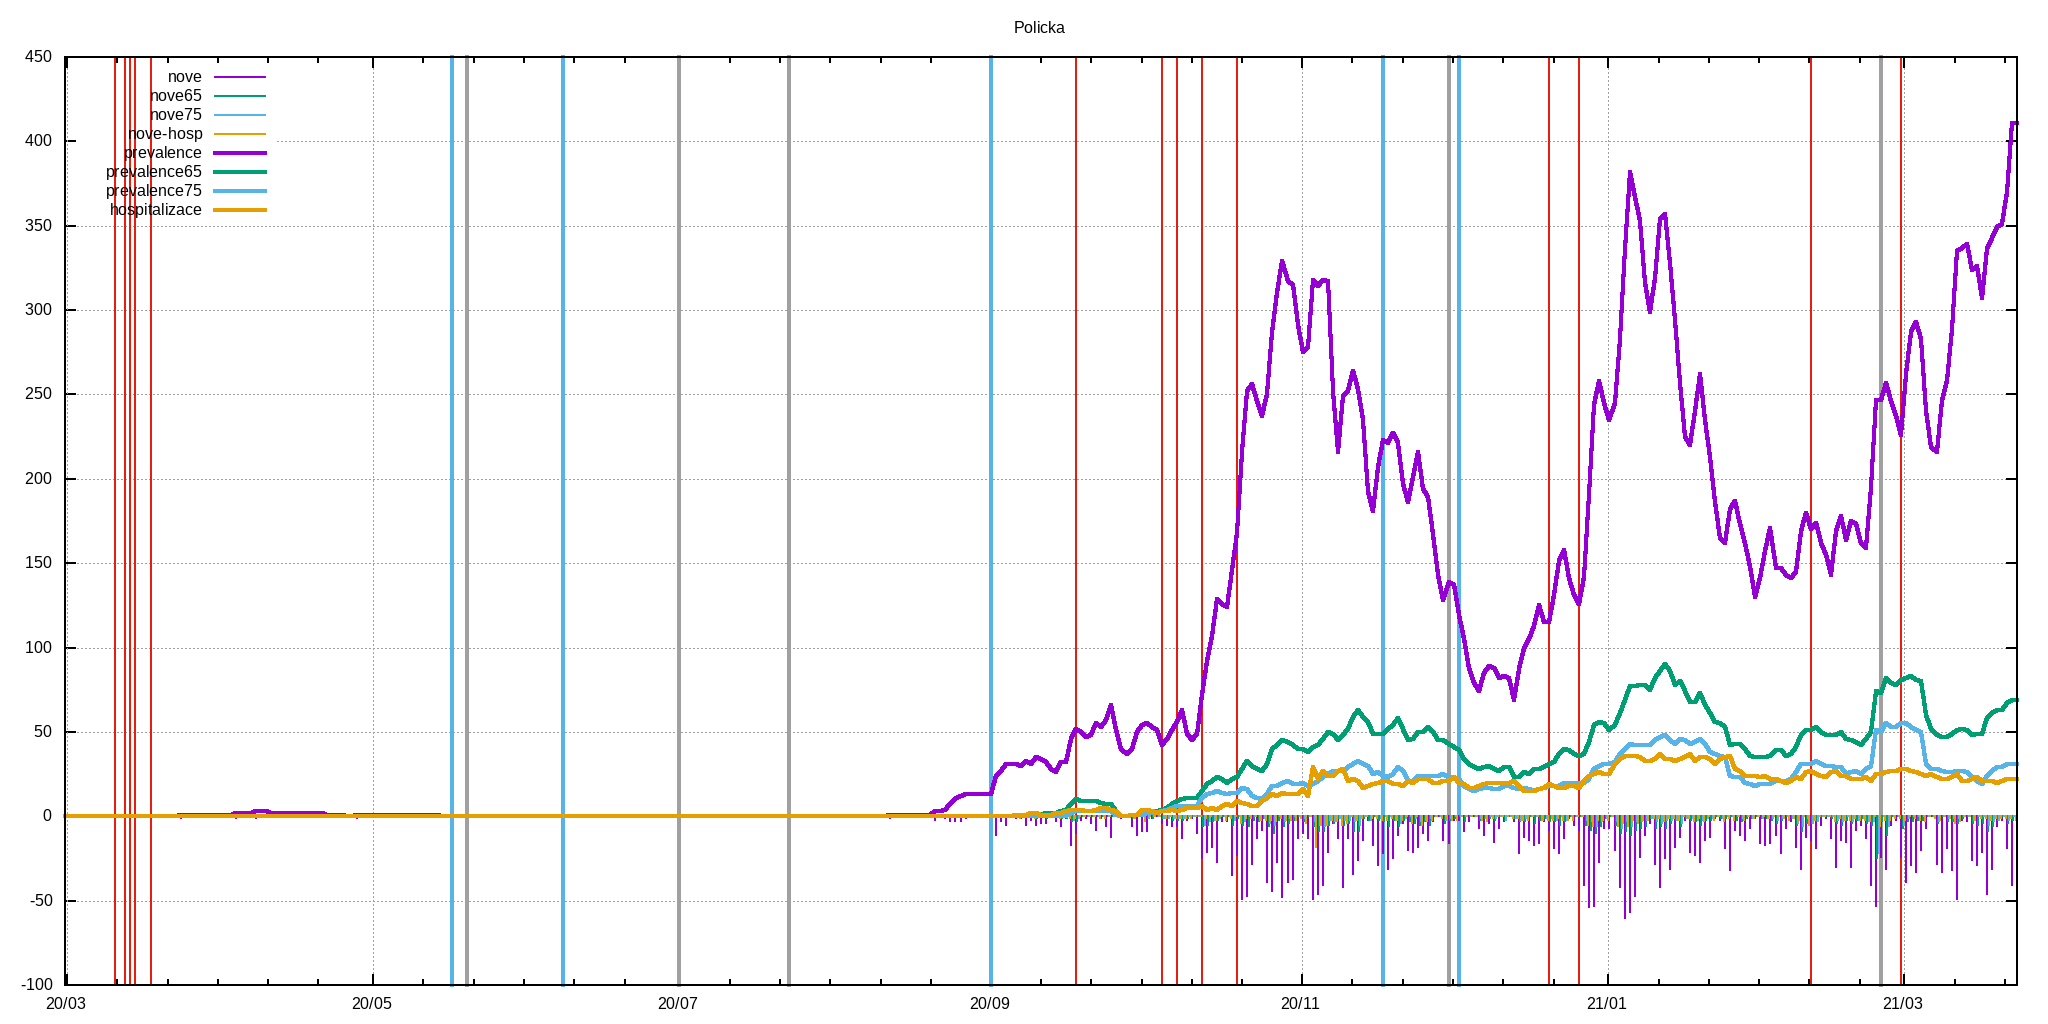 Policka
450
400
350
300
250
200
150
100
50
0
-50
-100
nove
nove65
nove75
nove-hosp
prevalence
prevalence65
prevalence75
hospitalizace
20/03 20/05 20/07 20/09 20/11 21/01 21/03